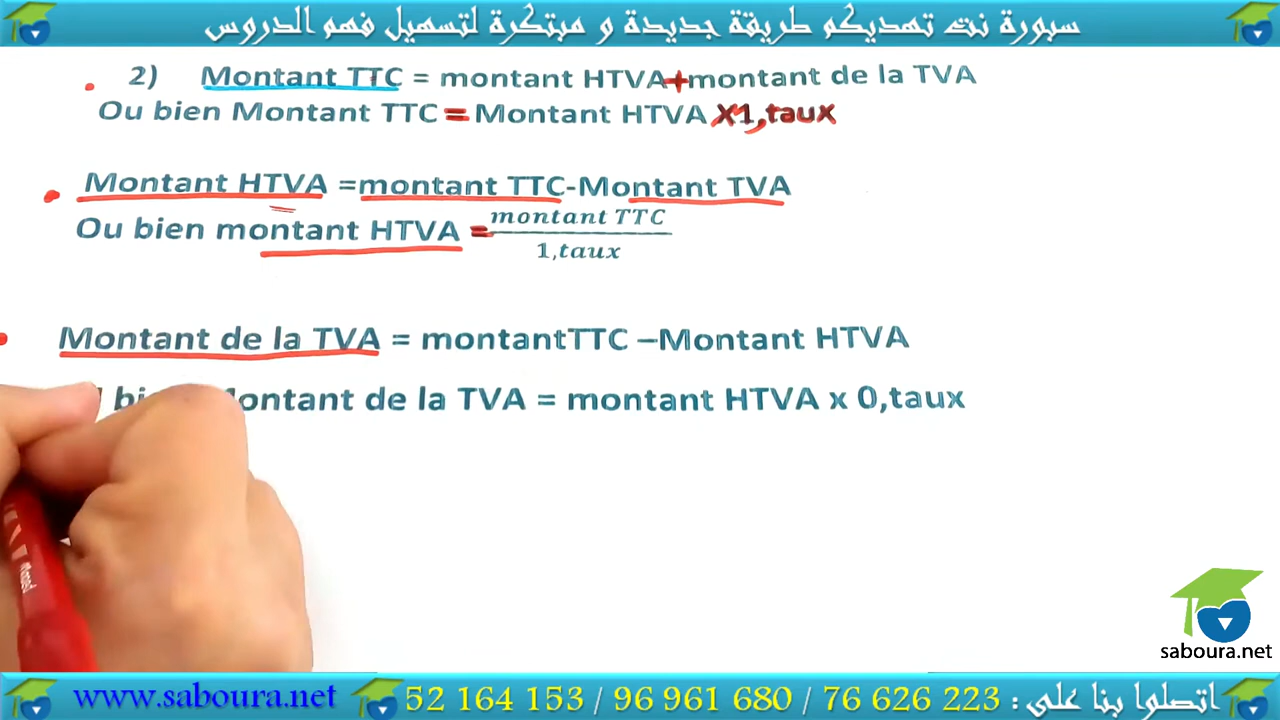 سبورة نت تهديكم طريقة جديدة و مبتكرة لتسهيل فهم الدروس
2) Montant TTC = montant HTVA+montant de la TVA
Ou bien Montant TTC = Montant HTVA X1,taux
Montant HTVA =montant TTC-Montant TVA
Ou bien montant HTVA = montant TTC
1,taux
Montant de la TVA = montantTTC –Montant HTVA
Montant de la TVA = montant HTVA x 0,taux
saboura.net
www.saboura.net 52 164 153 / 96 961 680 / 76 626 223 اتصلوا بنا على :